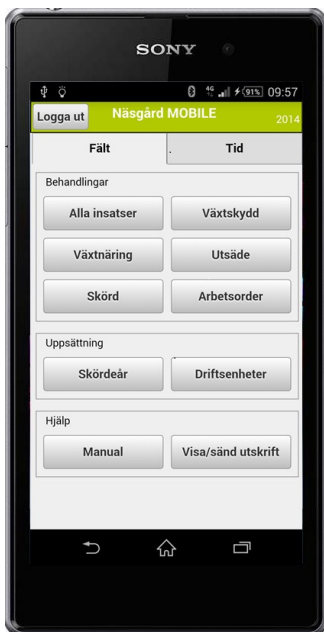 SONY
4G 91% 09:57
Logga ut Näsgård MOBILE 2014
Fält Tid
Behandlingar
Alla insatser Växtskydd
Växtnäring Utsäde
Skörd Arbetsorder
Uppsättning
Skördeår Driftsenheter
Hjälp
Manual Visa/sänd utskrift